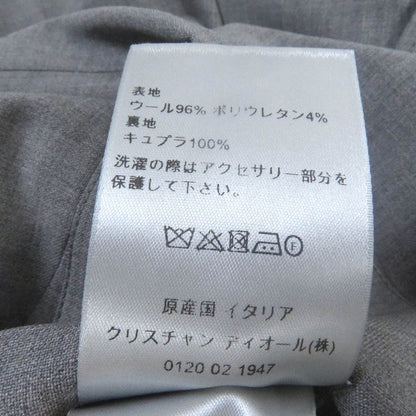 表地
ウール96% ポリウレタン4%
裏地
キュプラ100%
洗濯の際はアクセサリー部分を
保護して下さい。
F
原産国 イタリア
クリスチャン ディオール(株)
0120 02 1947